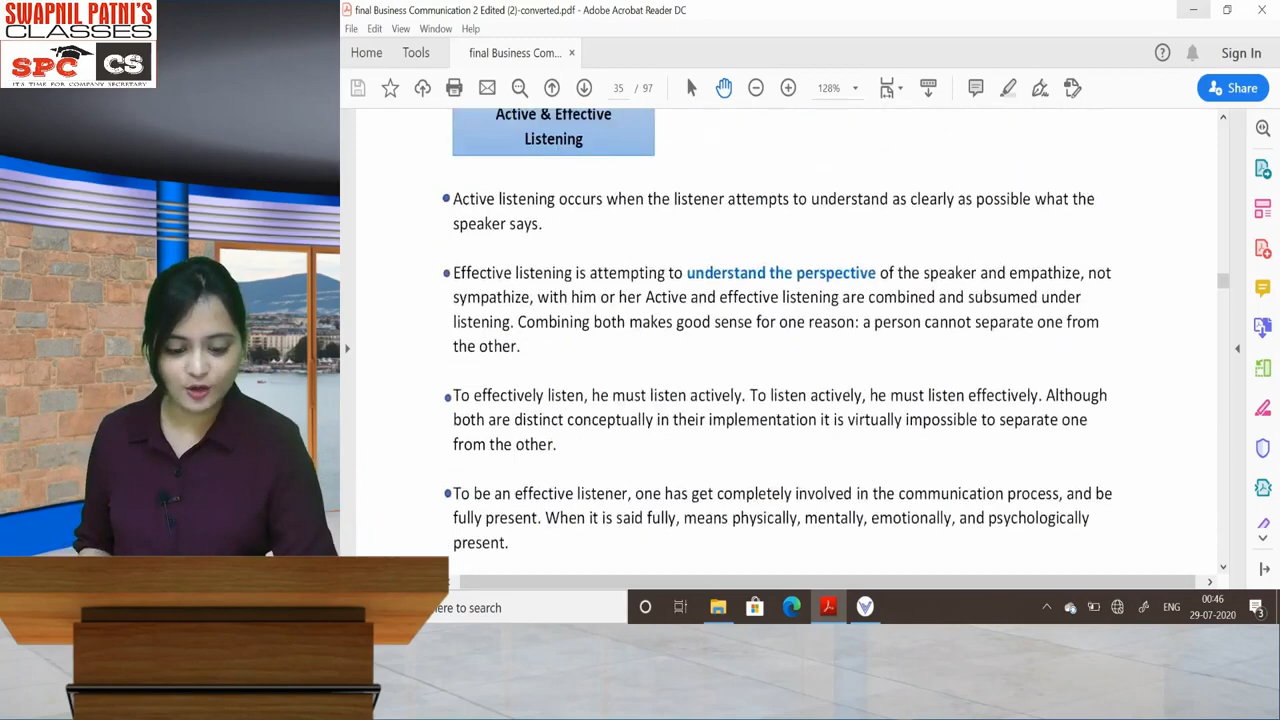 SWAPNIL PATNI'S
CLASSES
SPC CS
IT'S TIME FOR COMPANY SECRETARY
final Business Communication 2 Edited (2)-converted.pdf - Adobe Acrobat Reader DC
File Edit View Window Help
Home Tools final Business Com... × Sign In
35 / 97 128% Share
Active & Effective
Listening
Active listening occurs when the listener attempts to understand as clearly as possible what the
speaker says.
Effective listening is attempting to understand the perspective of the speaker and empathize, not
sympathize, with him or her Active and effective listening are combined and subsumed under
listening. Combining both makes good sense for one reason: a person cannot separate one from
the other.
To effectively listen, he must listen actively. To listen actively, he must listen effectively. Although
both are distinct conceptually in their implementation it is virtually impossible to separate one
from the other.
To be an effective listener, one has get completely involved in the communication process, and be
fully present. When it is said fully, means physically, mentally, emotionally, and psychologically
present.
ere to search
ENG
00:46
29-07-2020
3